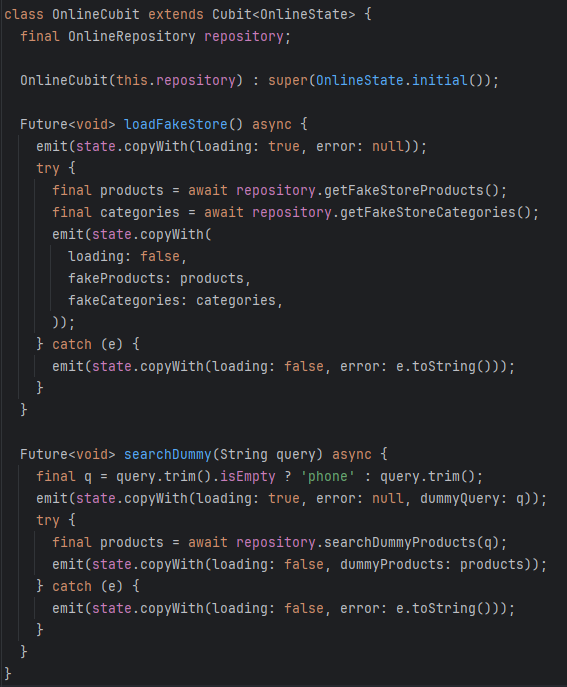 class OnlineCubit extends Cubit<OnlineState> {
  final OnlineRepository repository;

  OnlineCubit(this.repository) : super(OnlineState.initial());

  Future<void> loadFakeStore() async {
    emit(state.copyWith(loading: true, error: null));
    try {
      final products = await repository.getFakeStoreProducts();
      final categories = await repository.getFakeStoreCategories();
      emit(state.copyWith(
        loading: false,
        fakeProducts: products,
        fakeCategories: categories,
      ));
    } catch (e) {
      emit(state.copyWith(loading: false, error: e.toString()));
    }
  }

  Future<void> searchDummy(String query) async {
    final q = query.trim().isEmpty ? 'phone' : query.trim();
    emit(state.copyWith(loading: true, error: null, dummyQuery: q));
    try {
      final products = await repository.searchDummyProducts(q);
      emit(state.copyWith(loading: false, dummyProducts: products));
    } catch (e) {
      emit(state.copyWith(loading: false, error: e.toString()));
    }
  }
}